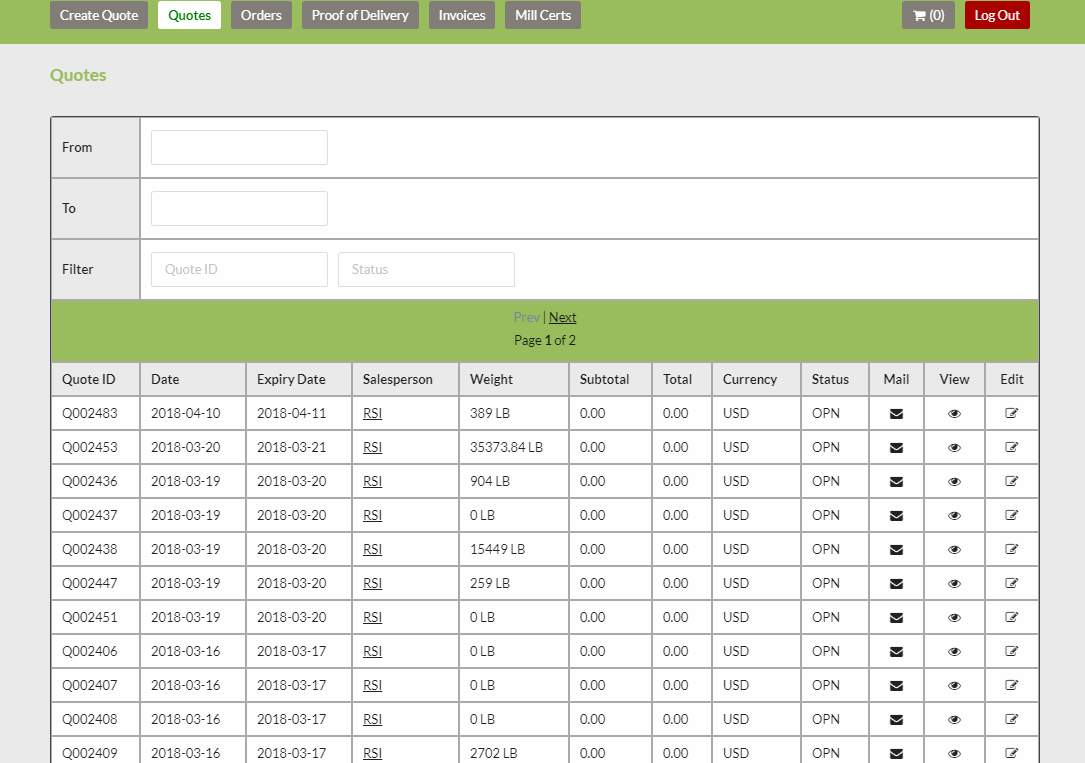 Create Quote Quotes Orders Proof of Delivery Invoices Mill Certs (0) Log Out
Quotes
From
To
Filter Quote ID Status
Prev | Next
Page 1 of 2
Quote ID Date Expiry Date Salesperson Weight Subtotal Total Currency Status Mail View Edit
Q002483 2018-04-10 2018-04-11 RSI 389 LB 0.00 0.00 USD OPN
Q002453 2018-03-20 2018-03-21 RSI 35373.84 LB 0.00 0.00 USD OPN
Q002436 2018-03-19 2018-03-20 RSI 904 LB 0.00 0.00 USD OPN
Q002437 2018-03-19 2018-03-20 RSI 0 LB 0.00 0.00 USD OPN
Q002438 2018-03-19 2018-03-20 RSI 15449 LB 0.00 0.00 USD OPN
Q002447 2018-03-19 2018-03-20 RSI 259 LB 0.00 0.00 USD OPN
Q002451 2018-03-19 2018-03-20 RSI 0 LB 0.00 0.00 USD OPN
Q002406 2018-03-16 2018-03-17 RSI 0 LB 0.00 0.00 USD OPN
Q002407 2018-03-16 2018-03-17 RSI 0 LB 0.00 0.00 USD OPN
Q002408 2018-03-16 2018-03-17 RSI 0 LB 0.00 0.00 USD OPN
Q002409 2018-03-16 2018-03-17 RSI 2702 LB 0.00 0.00 USD OPN